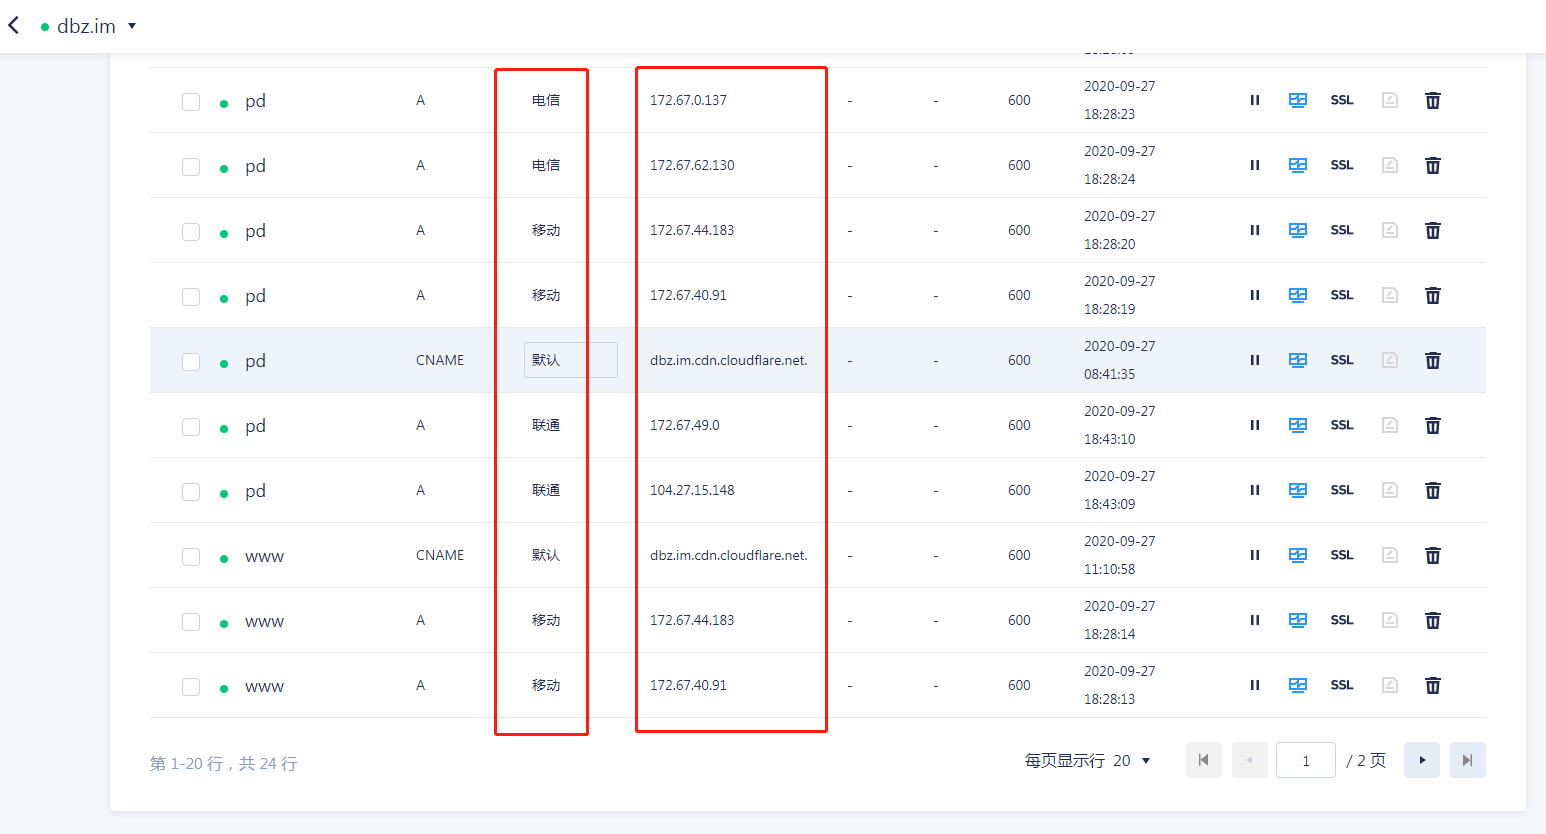 dbz.im
pd A 电信 172.67.0.137 - - 600 2020-09-27 18:28:23 SSL
pd A 电信 172.67.62.130 - - 600 2020-09-27 18:28:24 SSL
pd A 移动 172.67.44.183 - - 600 2020-09-27 18:28:20 SSL
pd A 移动 172.67.40.91 - - 600 2020-09-27 18:28:19 SSL
pd CNAME 默认 dbz.im.cdn.cloudflare.net. - - 600 2020-09-27 08:41:35 SSL
pd A 联通 172.67.49.0 - - 600 2020-09-27 18:43:10 SSL
pd A 联通 104.27.15.148 - - 600 2020-09-27 18:43:09 SSL
www CNAME 默认 dbz.im.cdn.cloudflare.net. - - 600 2020-09-27 11:10:58 SSL
www A 移动 172.67.44.183 - - 600 2020-09-27 18:28:14 SSL
www A 移动 172.67.40.91 - - 600 2020-09-27 18:28:13 SSL
第 1-20 行，共 24 行 每页显示行 20 1 / 2 页